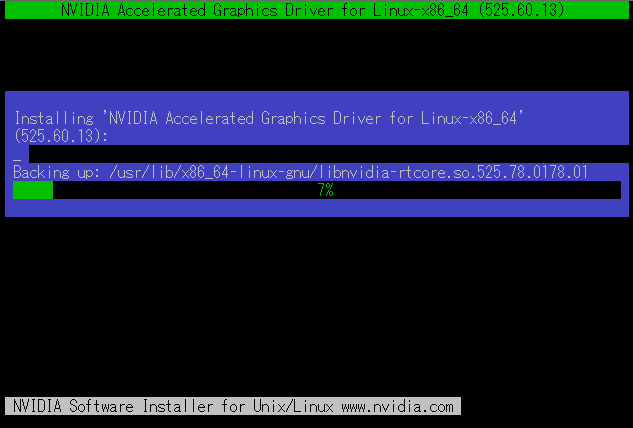 NVIDIA Accelerated Graphics Driver for Linux-x86_64 (525.60.13)
Installing 'NVIDIA Accelerated Graphics Driver for Linux-x86_64'
(525.60.13):
_
Backing up: /usr/lib/x86_64-linux-gnu/libnvidia-rtcore.so.525.78.0178.01
7%
NVIDIA Software Installer for Unix/Linux www.nvidia.com